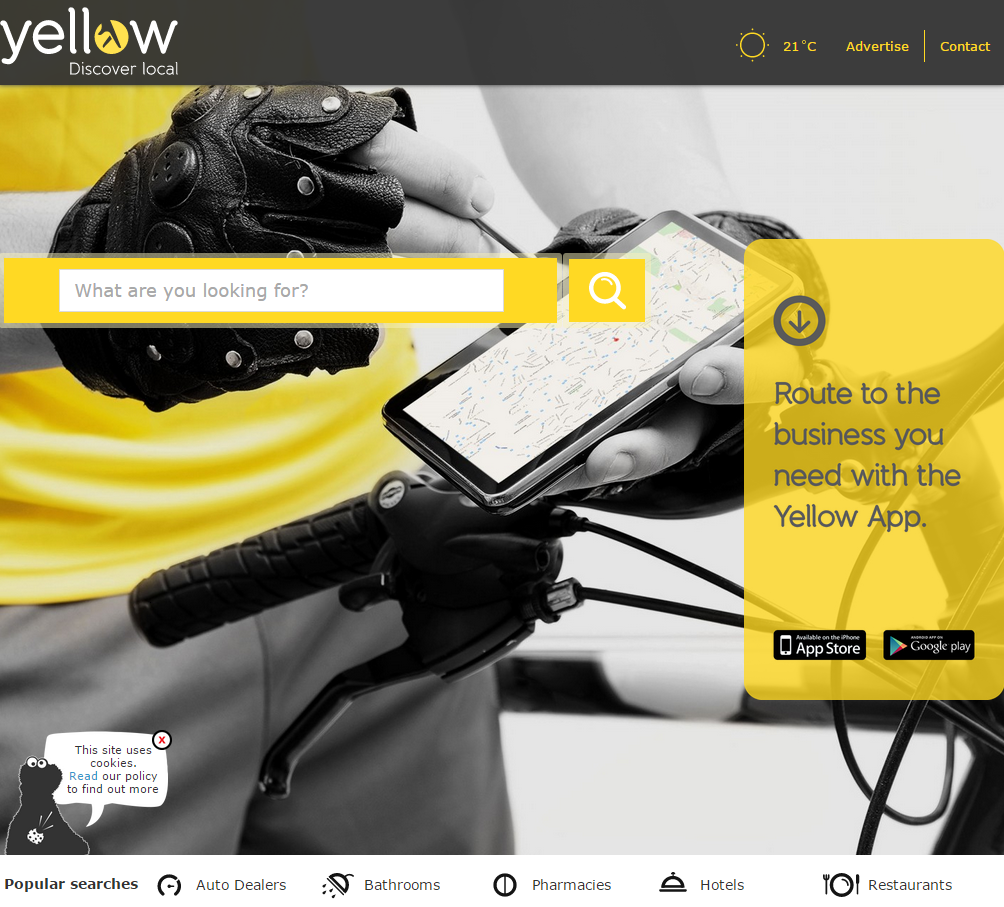 yellow
Discover local
21°C
Advertise
Contact
What are you looking for?
Route to the
business you
need with the
Yellow App.
Available on the iPhone
App Store
ANDROID APP ON
Google play
This site uses
cookies.
Read our policy
to find out more
x
Popular searches
Auto Dealers
Bathrooms
Pharmacies
Hotels
Restaurants